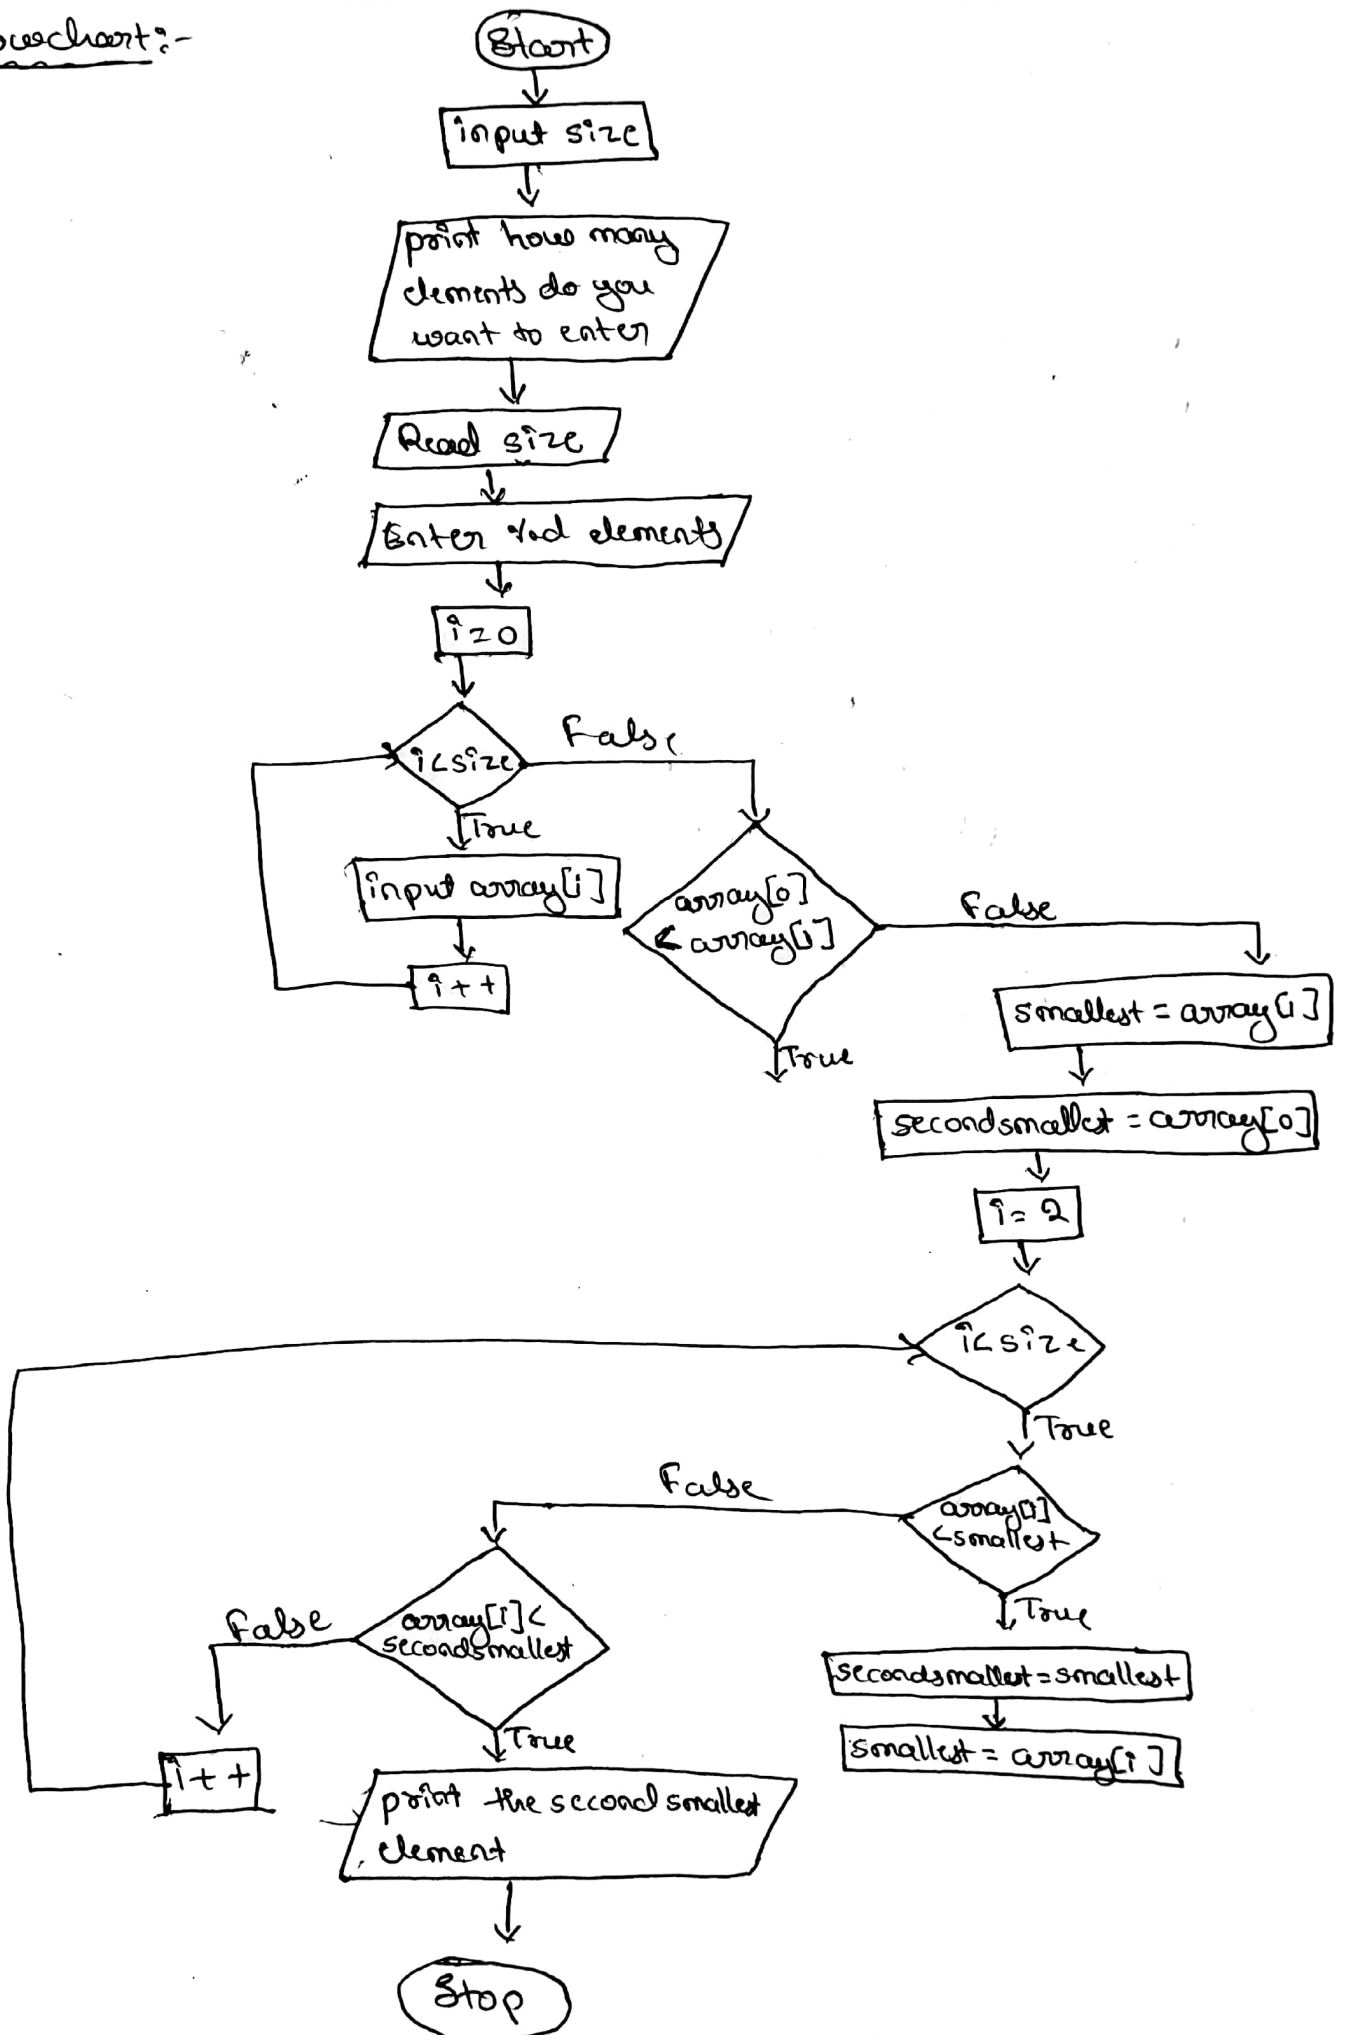 owchart:-
Start
input size
print how many
elements do you
want to enter
Read size
Enter %d elements
i=0
i<size
False
True
input array[i]
i++
array[0]
< array[i]
False
True
smallest = array[1]
secondsmallest = array[0]
i=2
i<size
True
array[i]
<smallest
False
True
secondsmallest=smallest
smallest = array[i]
array[i]<
secondsmallest
False
True
i++
print the second smallest
element
Stop